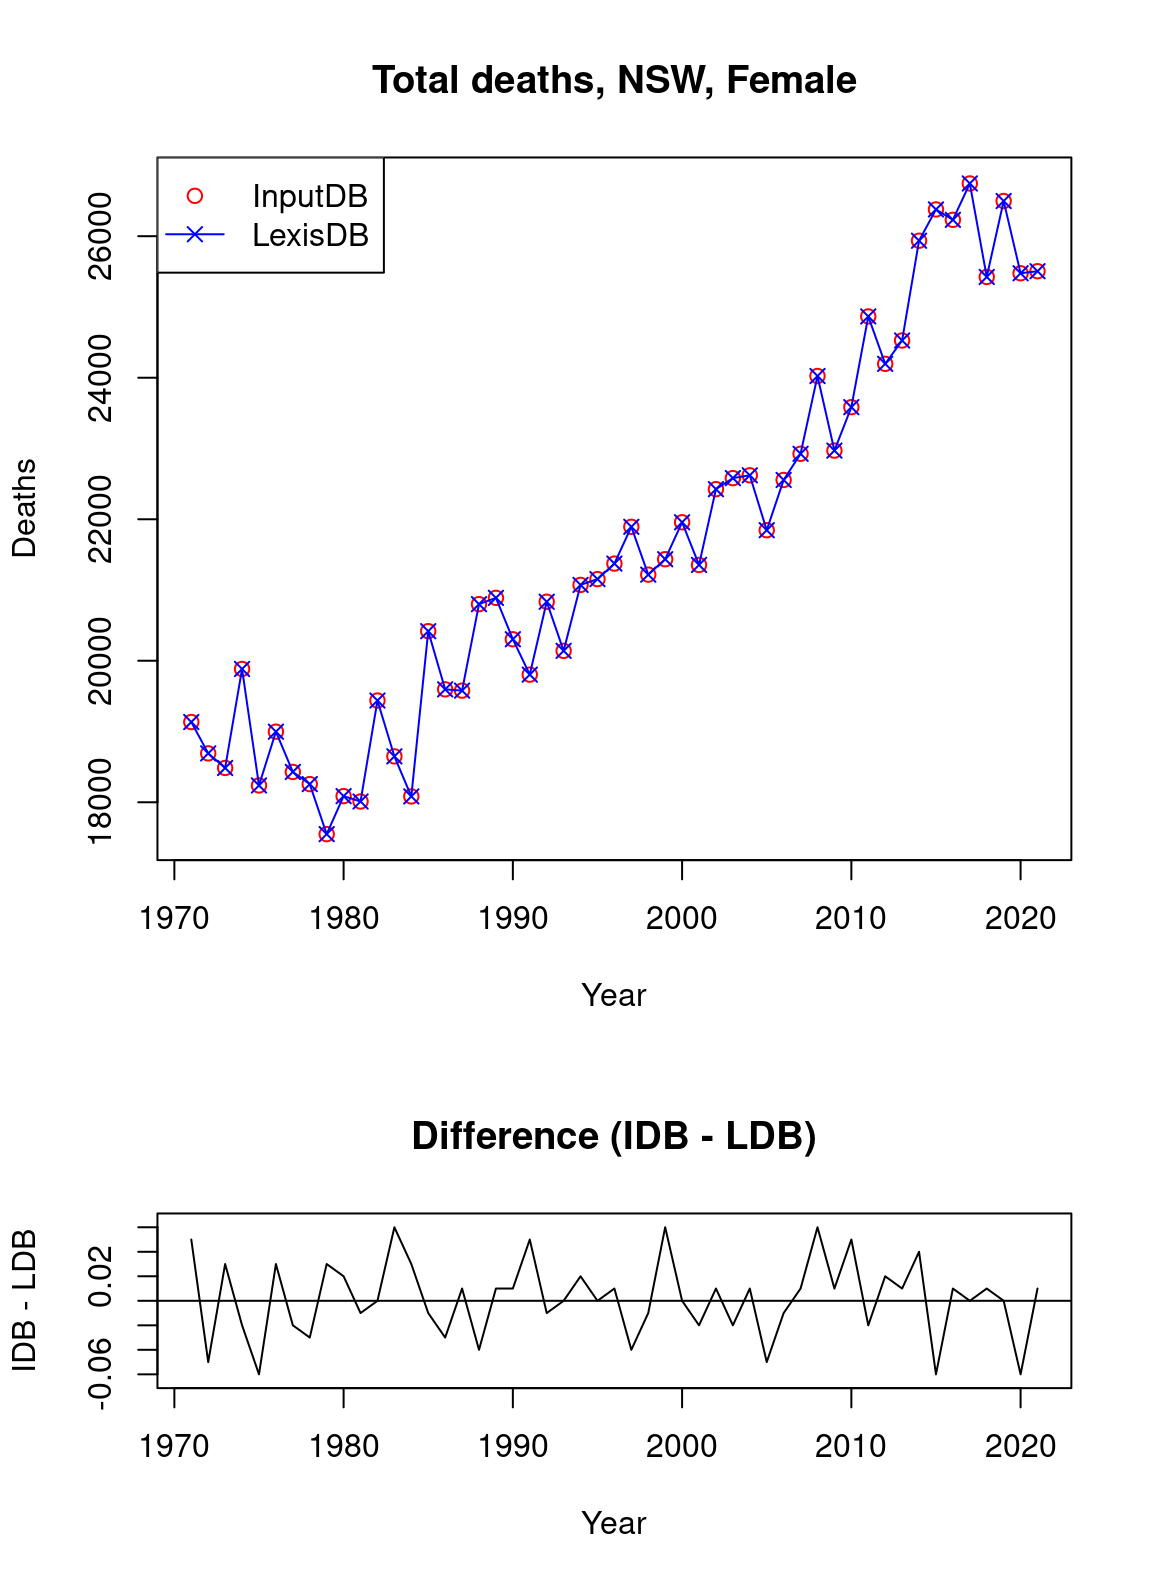 Total deaths, NSW, Female
InputDB
LexisDB
Deaths
26000
24000
22000
20000
18000
1970 1980 1990 2000 2010 2020
Year
Difference (IDB - LDB)
IDB - LDB
0.02
-0.06
1970 1980 1990 2000 2010 2020
Year